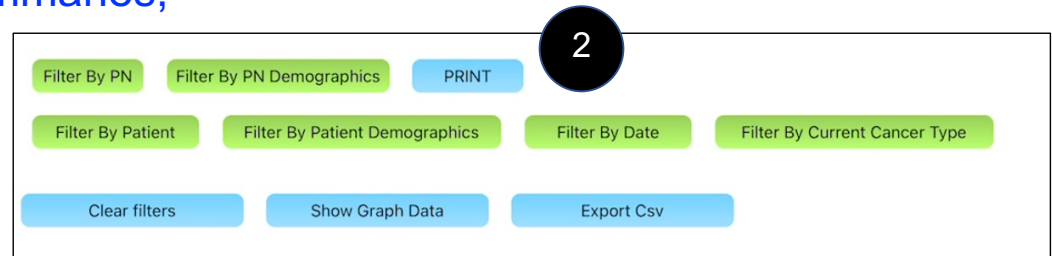 2
Filter By PN Filter By PN Demographics PRINT
Filter By Patient Filter By Patient Demographics Filter By Date Filter By Current Cancer Type
Clear filters Show Graph Data Export Csv